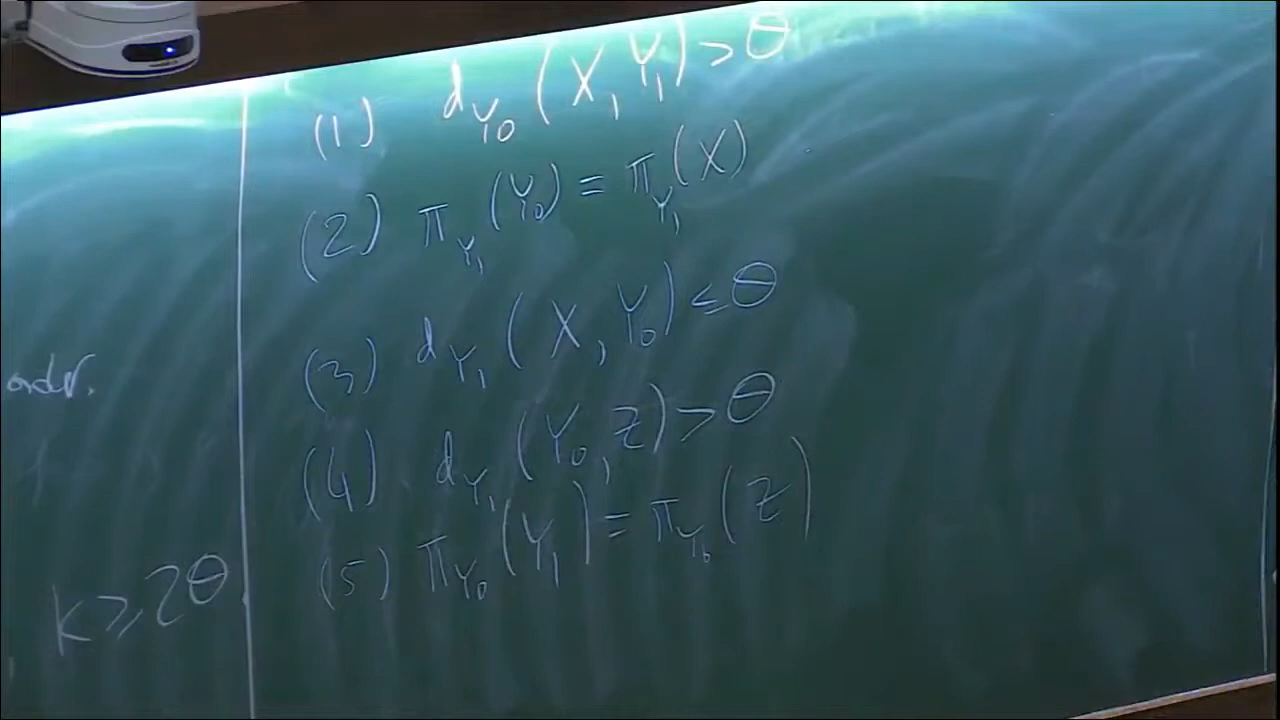 (1) d_{Y_0}(X, Y_1) > θ
(2) π_{Y_1}(Y_0) = π_{Y_1}(X)
(3) d_{Y_1}(X, Y_0) ≤ θ
order.
(4) d_{Y_1}(Y_0, Z) > θ
(5) π_{Y_0}(Y_1) = π_{Y_0}(Z)
K ≥ 2θ